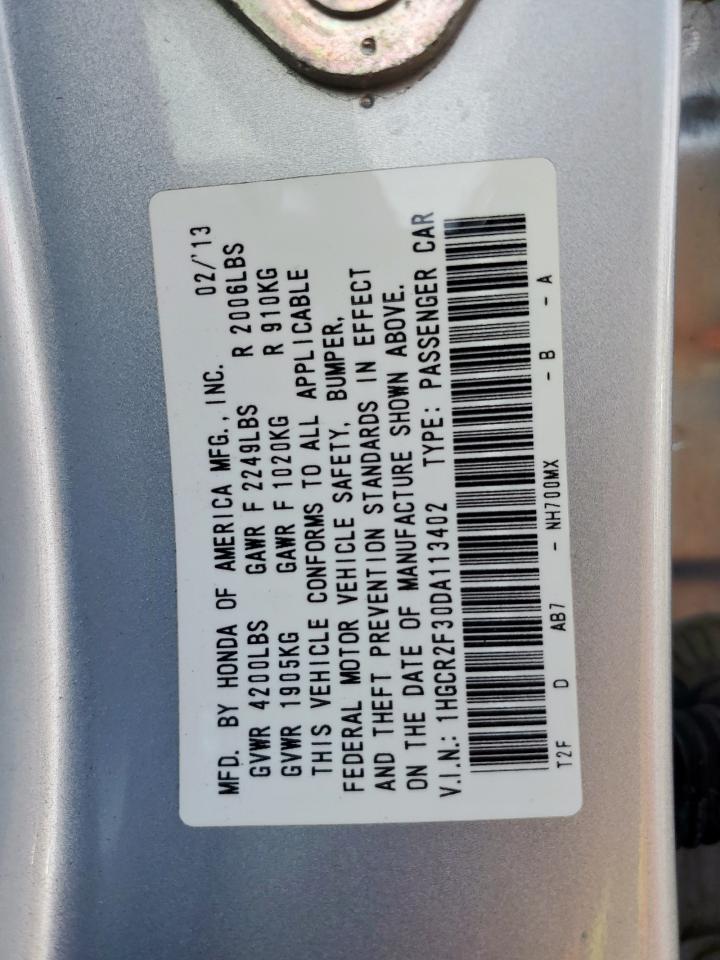 MFD. BY HONDA OF AMERICA MFG., INC. 02/'13
GVWR 4200LBS GAWR F 2249LBS R 2006LBS
GVWR 1905KG GAWR F 1020KG R 910KG
THIS VEHICLE CONFORMS TO ALL APPLICABLE
FEDERAL MOTOR VEHICLE SAFETY, BUMPER,
AND THEFT PREVENTION STANDARDS IN EFFECT
ON THE DATE OF MANUFACTURE SHOWN ABOVE.
V.I.N.: 1HGCR2F30DA113402 TYPE: PASSENGER CAR
T2F D AB7 - NH700MX - B - A